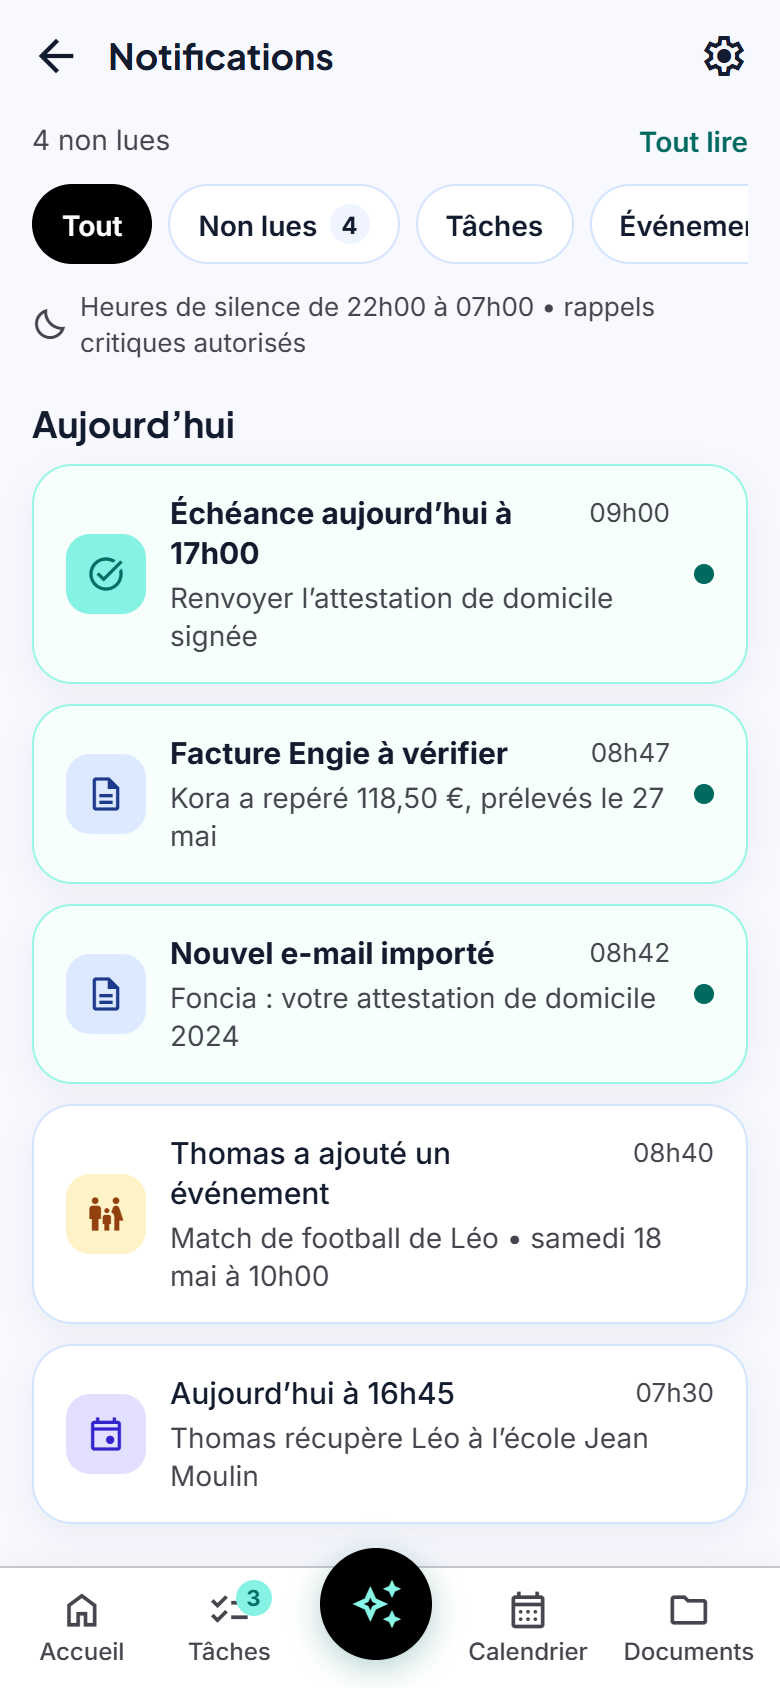 Notifications
4 non lues
Tout lire
Tout
Non lues 4
Tâches
Événemer
Heures de silence de 22h00 à 07h00 • rappels
critiques autorisés
Aujourd’hui
Échéance aujourd’hui à 09h00
17h00
Renvoyer l’attestation de domicile
signée
Facture Engie à vérifier 08h47
Kora a repéré 118,50 €, prélevés le 27
mai
Nouvel e-mail importé 08h42
Foncia : votre attestation de domicile
2024
Thomas a ajouté un 08h40
événement
Match de football de Léo • samedi 18
mai à 10h00
Aujourd’hui à 16h45 07h30
Thomas récupère Léo à l’école Jean
Moulin
3
Accueil
Tâches
Calendrier
Documents